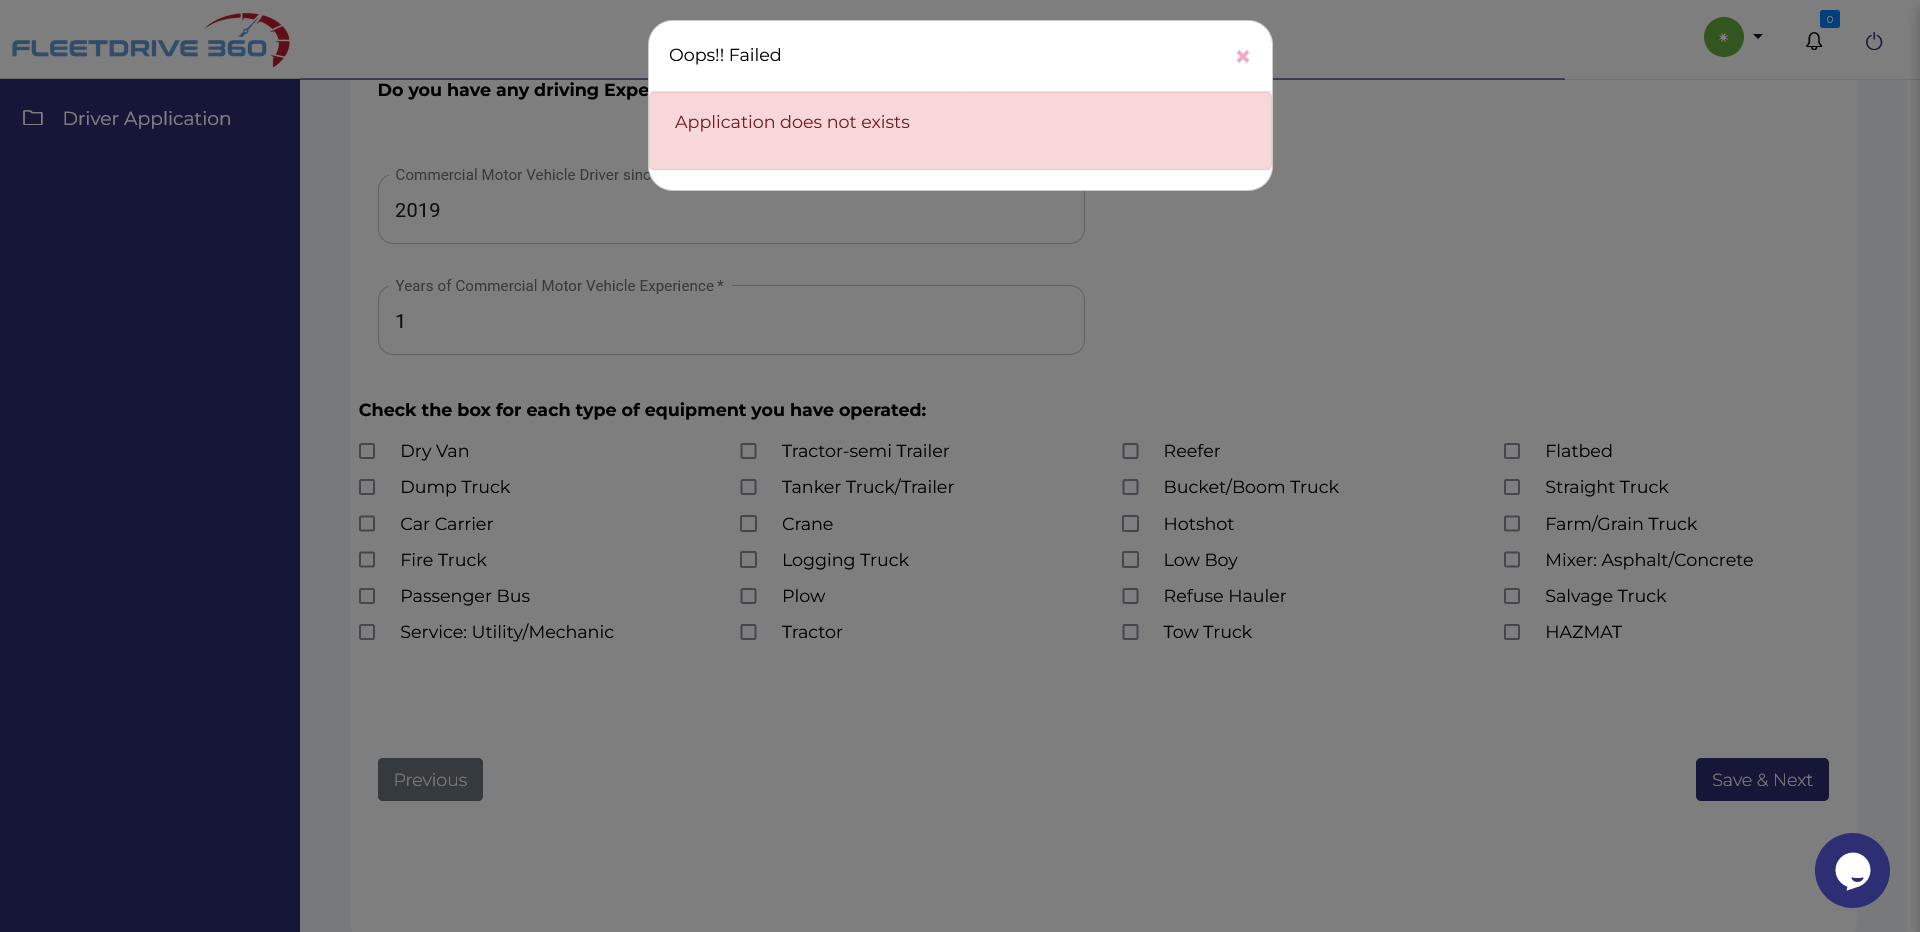 FLEETDRIVE 360
0
Oops!! Failed
Application does not exists
Driver Application
Do you have any driving Expe
Commercial Motor Vehicle Driver sinc
2019
Years of Commercial Motor Vehicle Experience *
1
Check the box for each type of equipment you have operated:
Dry Van Tractor-semi Trailer Reefer Flatbed
Dump Truck Tanker Truck/Trailer Bucket/Boom Truck Straight Truck
Car Carrier Crane Hotshot Farm/Grain Truck
Fire Truck Logging Truck Low Boy Mixer: Asphalt/Concrete
Passenger Bus Plow Refuse Hauler Salvage Truck
Service: Utility/Mechanic Tractor Tow Truck HAZMAT
Previous Save & Next